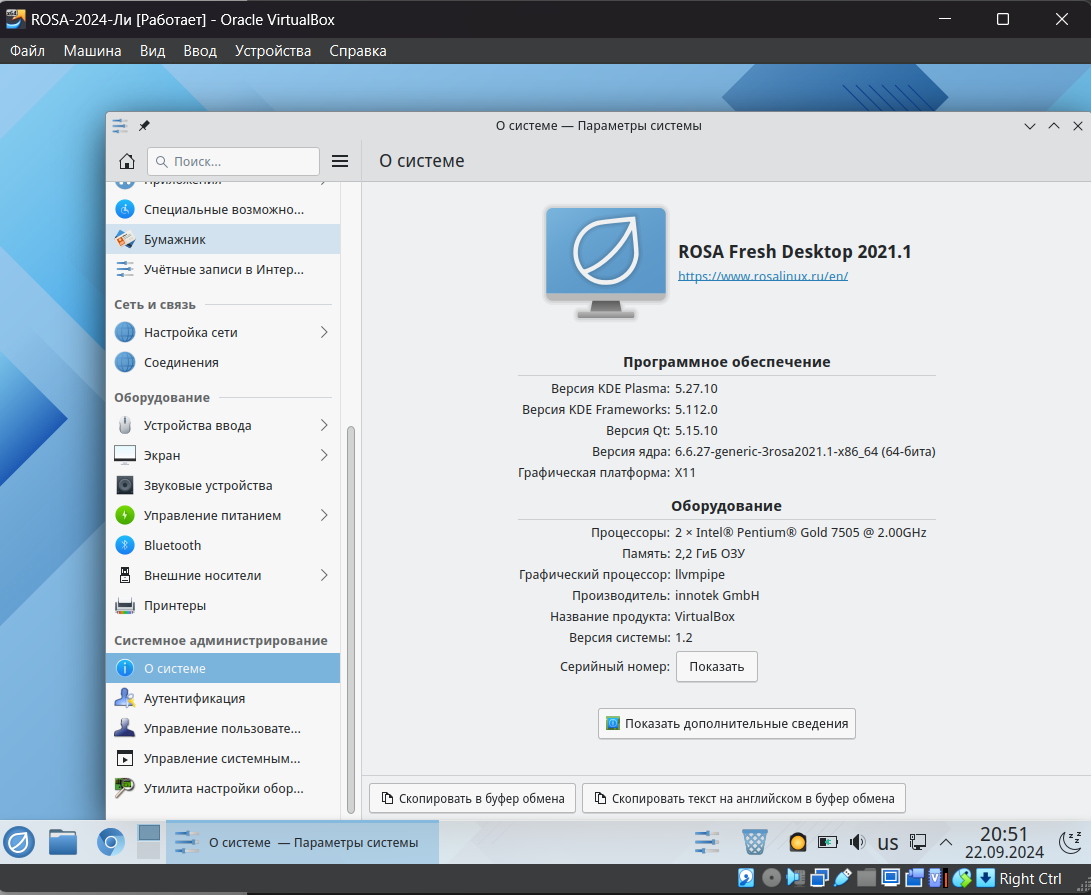 ROSA-2024-Ли [Работает] - Oracle VirtualBox
Файл Машина Вид Ввод Устройства Справка
О системе — Параметры системы
Поиск...
О системе
Приложения
Специальные возможно...
Бумажник
Учётные записи в Интер...
Сеть и связь
Настройка сети
Соединения
Оборудование
Устройства ввода
Экран
Звуковые устройства
Управление питанием
Bluetooth
Внешние носители
Принтеры
Системное администрирование
О системе
Аутентификация
Управление пользовате...
Управление системным...
Утилита настройки обор...
ROSA Fresh Desktop 2021.1
https://www.rosalinux.ru/en/
Программное обеспечение
Версия KDE Plasma: 5.27.10
Версия KDE Frameworks: 5.112.0
Версия Qt: 5.15.10
Версия ядра: 6.6.27-generic-3rosa2021.1-x86_64 (64-бита)
Графическая платформа: X11
Оборудование
Процессоры: 2 × Intel® Pentium® Gold 7505 @ 2.00GHz
Память: 2,2 ГиБ ОЗУ
Графический процессор: llvmpipe
Производитель: innotek GmbH
Название продукта: VirtualBox
Версия системы: 1.2
Серийный номер: Показать
Показать дополнительные сведения
Скопировать в буфер обмена
Скопировать текст на английском в буфер обмена
О системе — Параметры системы
us
20:51
22.09.2024
Right Ctrl